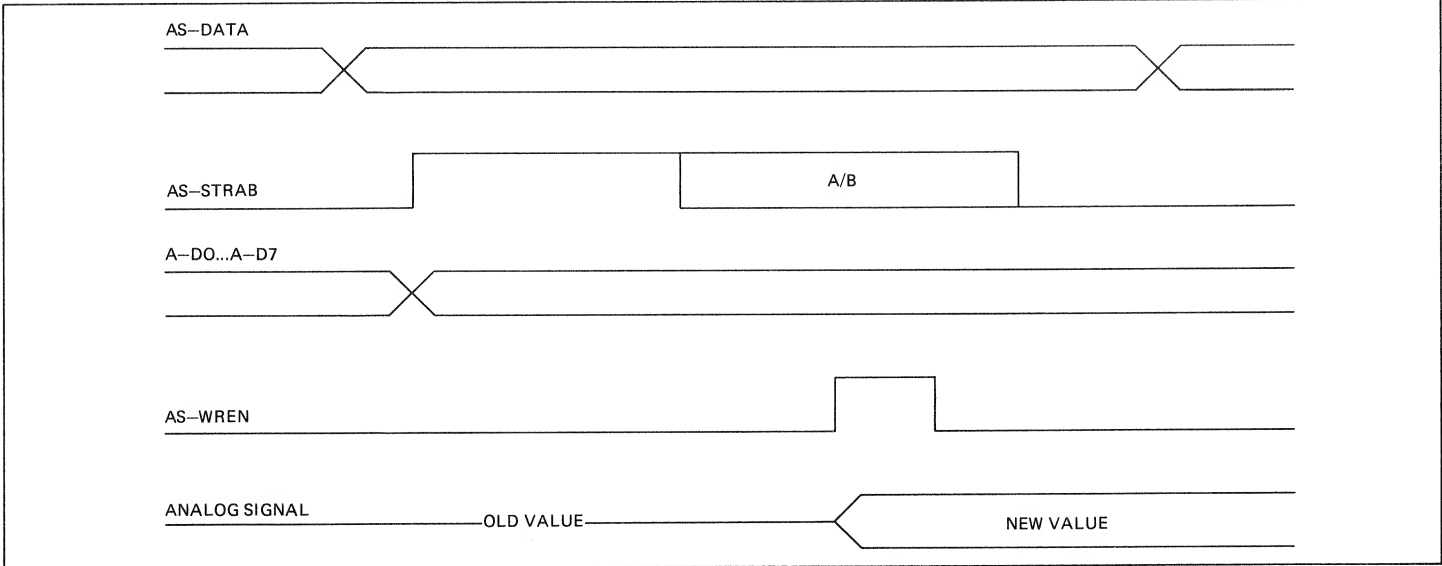 AS–DATA
AS–STRAB
A/B
A–DO...A–D7
AS–WREN
ANALOG SIGNAL
OLD VALUE
NEW VALUE